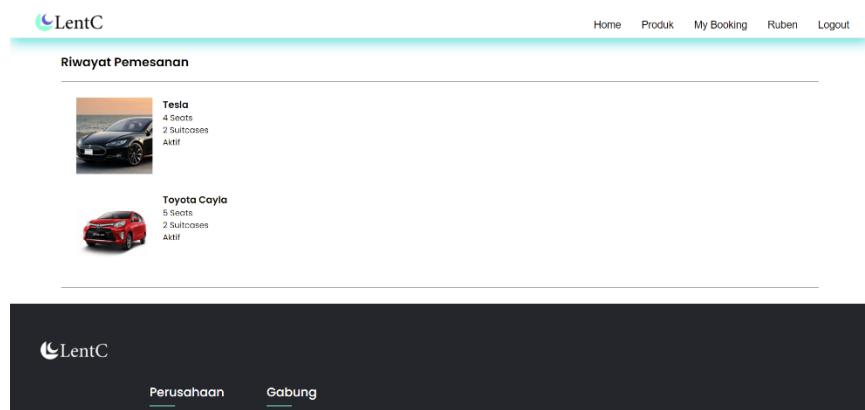 LentC
Home Produk My Booking Ruben Logout
Riwayat Pemesanan
Tesla
4 Seats
2 Suitcases
Aktif
Toyota Cayla
5 Seats
2 Suitcases
Aktif
LentC
Perusahaan Gabung